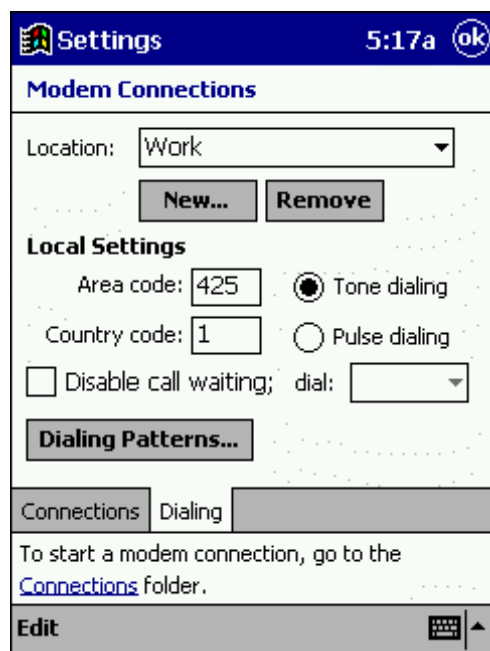 Settings 5:17a ok
Modem Connections
Location: Work
New... Remove
Local Settings
Area code: 425 Tone dialing
Country code: 1 Pulse dialing
Disable call waiting; dial:
Dialing Patterns...
Connections Dialing
To start a modem connection, go to the
Connections folder.
Edit